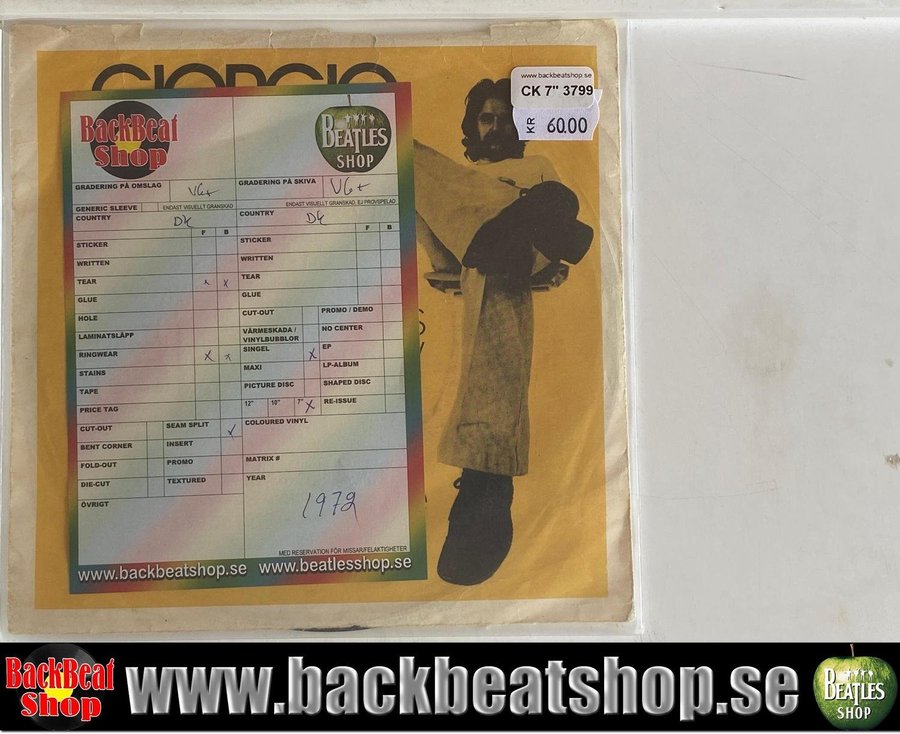 GIORGIO
www.backbeatshop.se
CK 7" 3799
KR 60.00
BackBeat
Shop
BEATLES
SHOP
GRADERING PÅ OMSLAG VG+
GRADERING PÅ SKIVA VG+
GENERIC SLEEVE ENDAST VISUELLT GRANSKAD
ENDAST VISUELLT GRANSKAD, EJ PROVSPELAD
COUNTRY DK
COUNTRY DK
F B
F B
STICKER
STICKER
WRITTEN
WRITTEN
TEAR x x
TEAR
GLUE
GLUE
HOLE
CUT-OUT
PROMO / DEMO
LAMINATSLÄPP
VÄRMESKADA /
VINYLBUBBLOR
NO CENTER
RINGWEAR x x
SINGEL x
EP
STAINS
MAXI
LP-ALBUM
TAPE
PICTURE DISC
SHAPED DISC
PRICE TAG
12" 10" 7" x
RE-ISSUE
CUT-OUT
SEAM SPLIT
COLOURED VINYL
BENT CORNER
INSERT
FOLD-OUT
PROMO
MATRIX #
DIE-CUT
TEXTURED
YEAR
ÖVRIGT
1972
MED RESERVATION FÖR MISSAR/FELAKTIGHETER
www.backbeatshop.se www.beatlesshop.se
BackBeat
Shop
www.backbeatshop.se
BEATLES
SHOP